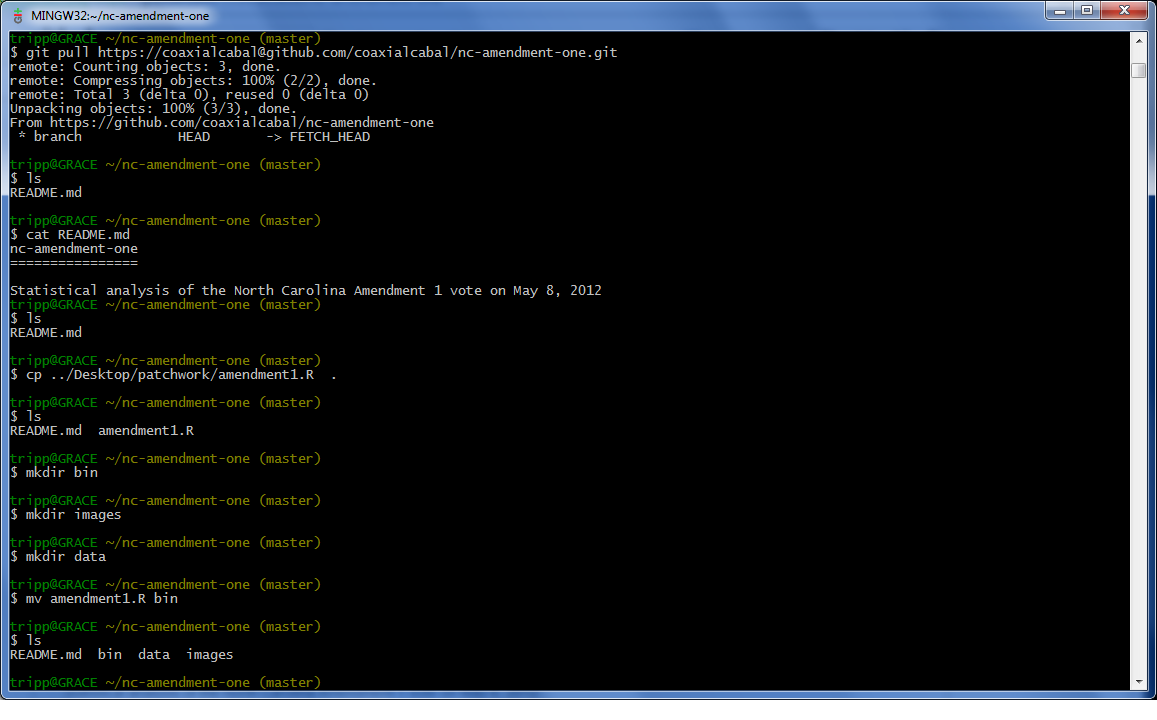 MINGW32:~/nc-amendment-one
tripp@GRACE ~/nc-amendment-one (master)
$ git pull https://coaxialcabal@github.com/coaxialcabal/nc-amendment-one.git
remote: Counting objects: 3, done.
remote: Compressing objects: 100% (2/2), done.
remote: Total 3 (delta 0), reused 0 (delta 0)
Unpacking objects: 100% (3/3), done.
From https://github.com/coaxialcabal/nc-amendment-one
 * branch            HEAD       -> FETCH_HEAD

tripp@GRACE ~/nc-amendment-one (master)
$ ls
README.md

tripp@GRACE ~/nc-amendment-one (master)
$ cat README.md
nc-amendment-one
================

Statistical analysis of the North Carolina Amendment 1 vote on May 8, 2012
tripp@GRACE ~/nc-amendment-one (master)
$ ls
README.md

tripp@GRACE ~/nc-amendment-one (master)
$ cp ../Desktop/patchwork/amendment1.R  .

tripp@GRACE ~/nc-amendment-one (master)
$ ls
README.md  amendment1.R

tripp@GRACE ~/nc-amendment-one (master)
$ mkdir bin

tripp@GRACE ~/nc-amendment-one (master)
$ mkdir images

tripp@GRACE ~/nc-amendment-one (master)
$ mkdir data

tripp@GRACE ~/nc-amendment-one (master)
$ mv amendment1.R bin

tripp@GRACE ~/nc-amendment-one (master)
$ ls
README.md  bin  data  images

tripp@GRACE ~/nc-amendment-one (master)